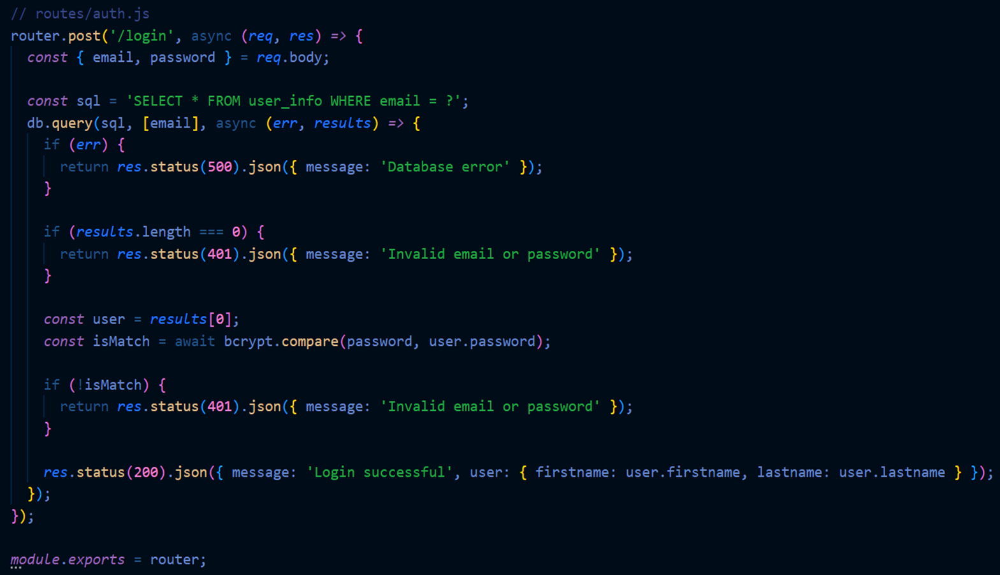 // routes/auth.js
router.post('/login', async (req, res) => {
  const { email, password } = req.body;

  const sql = 'SELECT * FROM user_info WHERE email = ?';
  db.query(sql, [email], async (err, results) => {
    if (err) {
      return res.status(500).json({ message: 'Database error' });
    }

    if (results.length === 0) {
      return res.status(401).json({ message: 'Invalid email or password' });
    }

    const user = results[0];
    const isMatch = await bcrypt.compare(password, user.password);

    if (!isMatch) {
      return res.status(401).json({ message: 'Invalid email or password' });
    }

    res.status(200).json({ message: 'Login successful', user: { firstname: user.firstname, lastname: user.lastname } });
  });
});

module.exports = router;